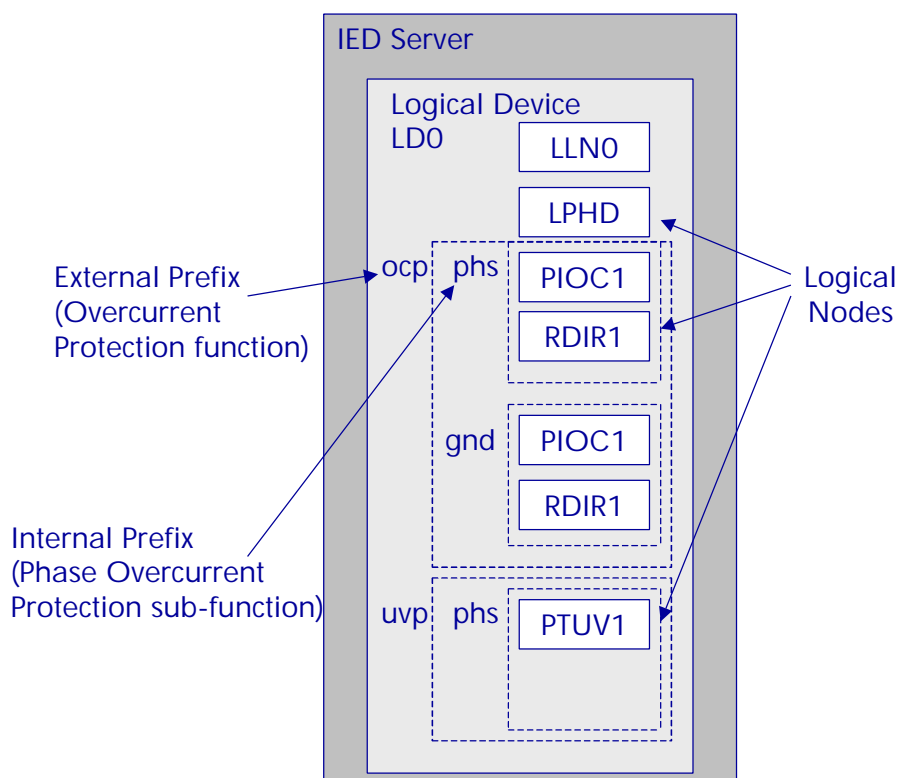 IED Server
Logical Device
LD0
LLN0
LPHD
ocp phs
PIOC1
RDIR1
External Prefix
(Overcurrent
Protection function)
Logical
Nodes
gnd
PIOC1
RDIR1
Internal Prefix
(Phase Overcurrent
Protection sub-function)
uvp phs
PTUV1